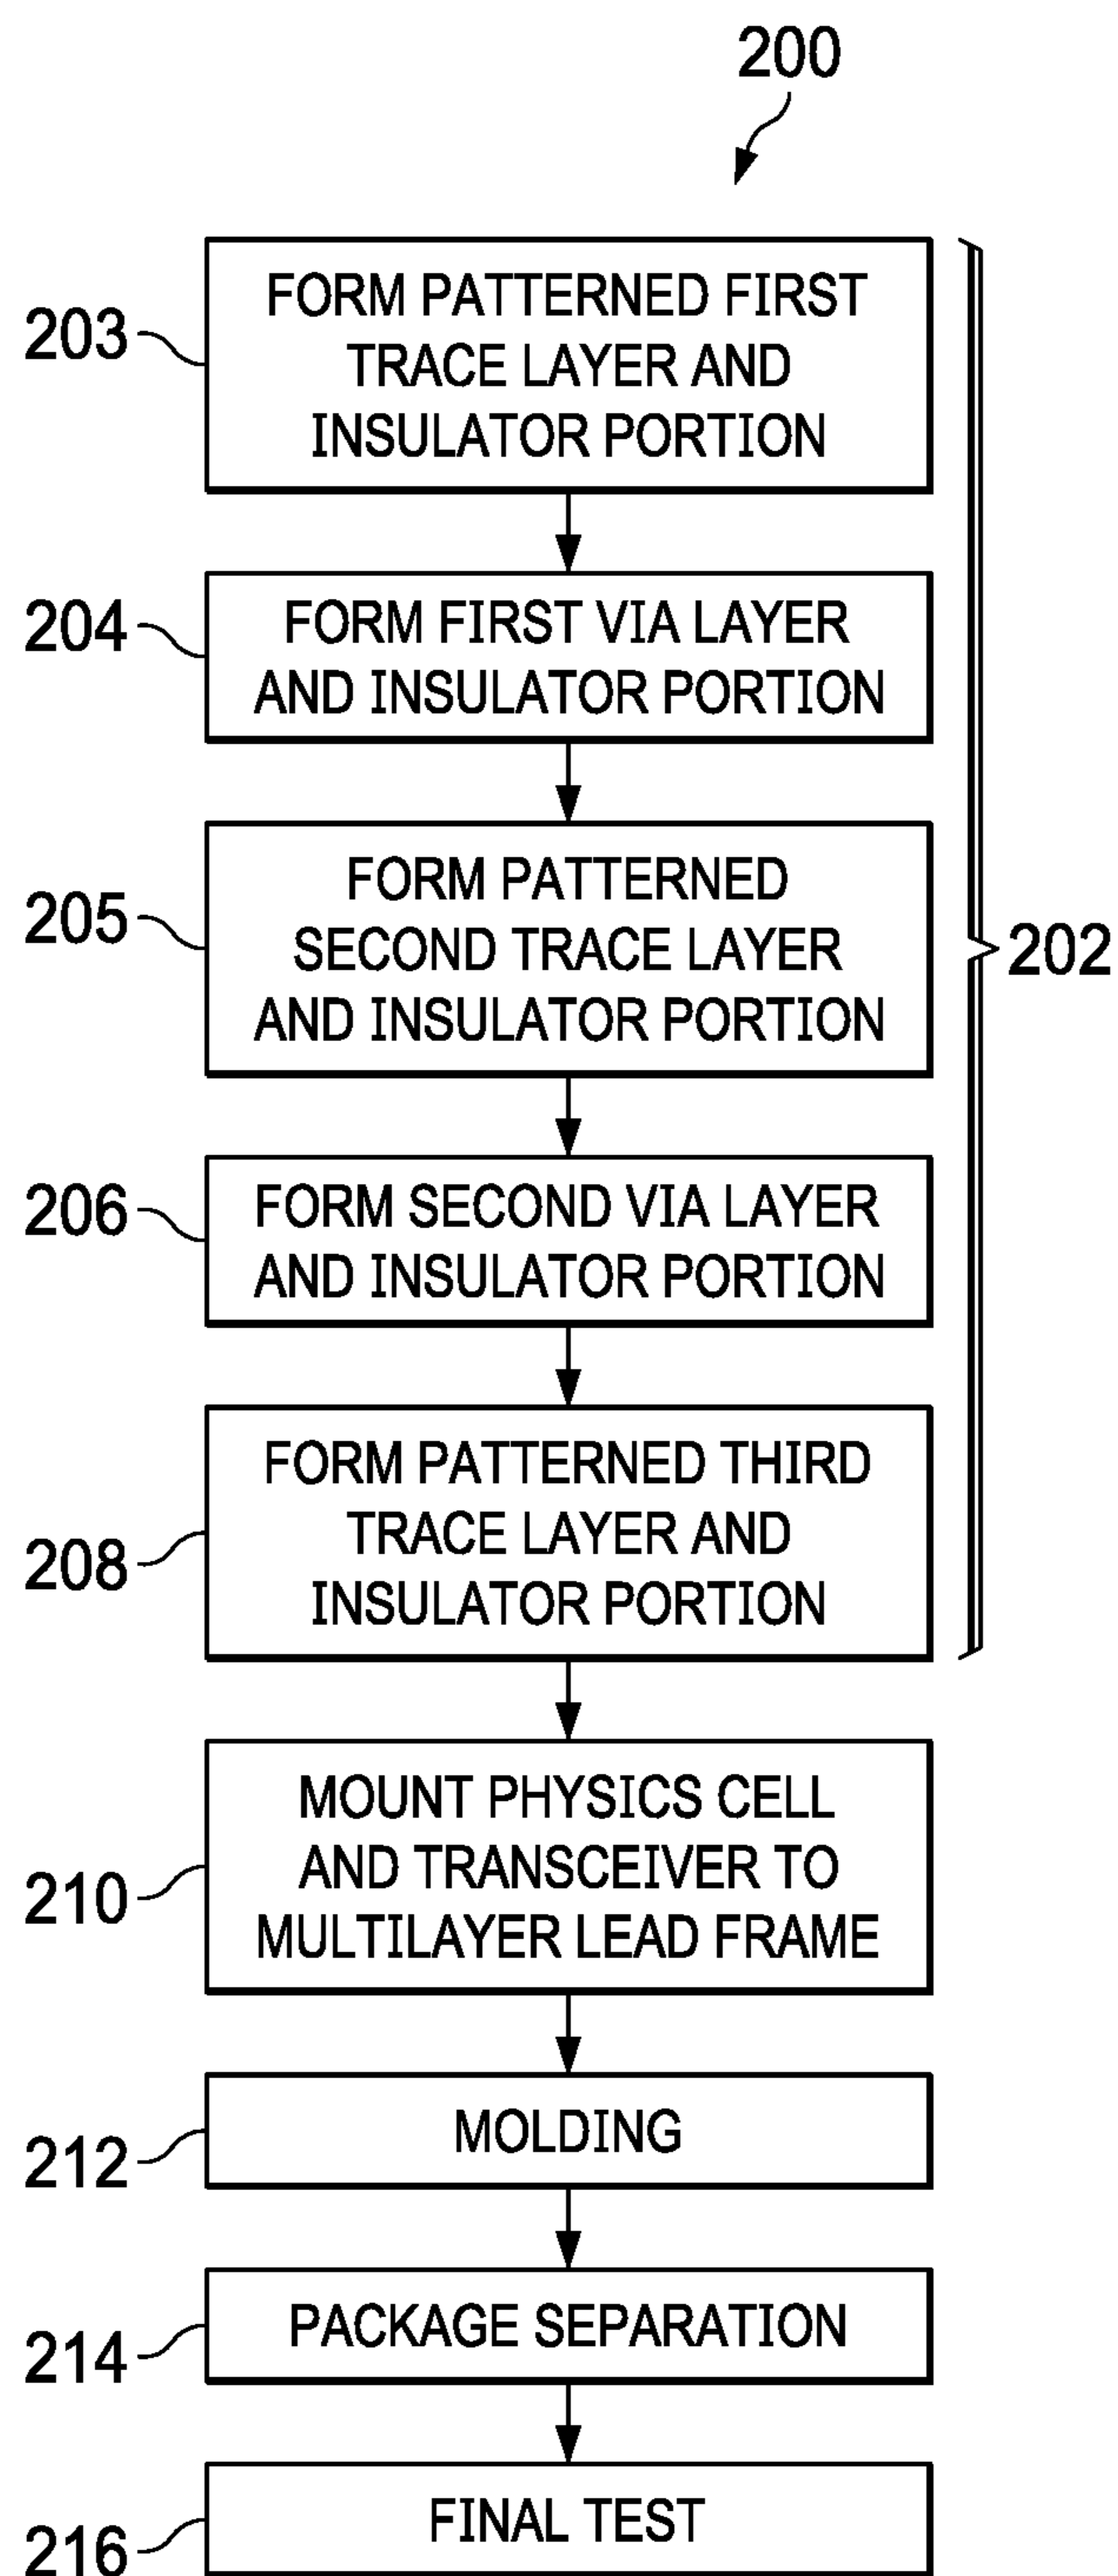 200
203
FORM PATTERNED FIRST
TRACE LAYER AND
INSULATOR PORTION
204
FORM FIRST VIA LAYER
AND INSULATOR PORTION
205
FORM PATTERNED
SECOND TRACE LAYER
AND INSULATOR PORTION
202
206
FORM SECOND VIA LAYER
AND INSULATOR PORTION
208
FORM PATTERNED THIRD
TRACE LAYER AND
INSULATOR PORTION
210
MOUNT PHYSICS CELL
AND TRANSCEIVER TO
MULTILAYER LEAD FRAME
212
MOLDING
214
PACKAGE SEPARATION
216
FINAL TEST